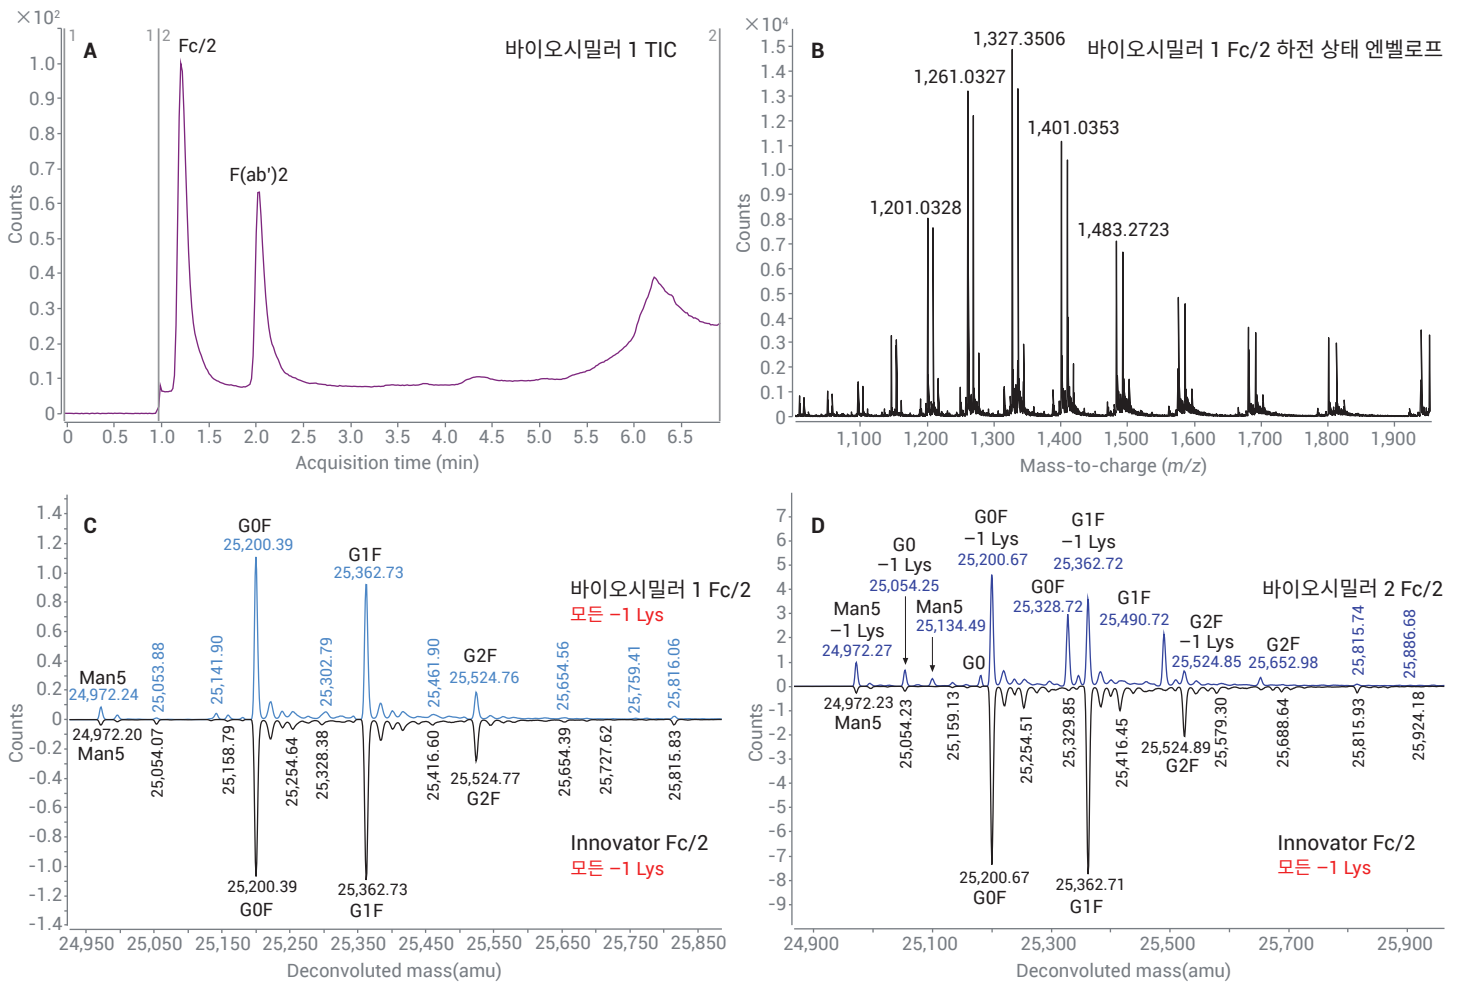 ×10²
1
1
2
2
A
Fc/2
바이오시밀러 1 TIC
F(ab')2
1.0
0.9
0.8
0.7
0.6
0.5
0.4
0.3
0.2
0.1
0
Counts
0 0.5 1.0 1.5 2.0 2.5 3.0 3.5 4.0 4.5 5.0 5.5 6.0 6.5
Acquisition time (min)
×10⁴
B
바이오시밀러 1 Fc/2 하전 상태 엔벨로프
1,327.3506
1,261.0327
1,401.0353
1,201.0328
1,483.2723
1.5
1.4
1.3
1.2
1.1
1.0
0.9
0.8
0.7
0.6
0.5
0.4
0.3
0.2
0.1
0
Counts
1,100 1,200 1,300 1,400 1,500 1,600 1,700 1,800 1,900
Mass-to-charge (m/z)
C
1.4
1.2
1.0
0.8
0.6
0.4
0.2
0
-0.2
-0.4
-0.6
-0.8
-1.0
-1.2
-1.4
Counts
G0F
25,200.39
G1F
25,362.73
바이오시밀러 1 Fc/2
모든 –1 Lys
Man5
24,972.24
25,053.88
25,141.90
25,302.79
25,461.90
G2F
25,524.76
25,654.56
25,759.41
25,816.06
24,972.20
Man5
25,054.07
25,158.79
25,254.64
25,328.38
25,416.60
25,524.77
G2F
25,654.39
25,727.62
25,815.83
Innovator Fc/2
모든 –1 Lys
25,200.39
G0F
25,362.73
G1F
24,950 25,050 25,150 25,250 25,350 25,450 25,550 25,650 25,750 25,850
Deconvoluted mass(amu)
D
7
6
5
4
3
2
1
0
-1
-2
-3
-4
-5
-6
-7
-8
-9
Counts
G0F
–1 Lys
25,200.67
G1F
–1 Lys
25,362.72
G0
–1 Lys
25,054.25
바이오시밀러 2 Fc/2
Man5
–1 Lys
24,972.27
Man5
25,134.49
G0
G0F
25,328.72
G1F
25,490.72
G2F
–1 Lys
25,524.85
G2F
25,652.98
25,815.74
25,886.68
24,972.23
Man5
25,054.23
25,159.13
25,254.51
25,329.85
25,416.45
25,524.89
G2F
25,579.30
25,688.64
25,815.93
25,924.18
Innovator Fc/2
모든 –1 Lys
25,200.67
G0F
25,362.71
G1F
24,900 25,100 25,300 25,500 25,700 25,900
Deconvoluted mass(amu)